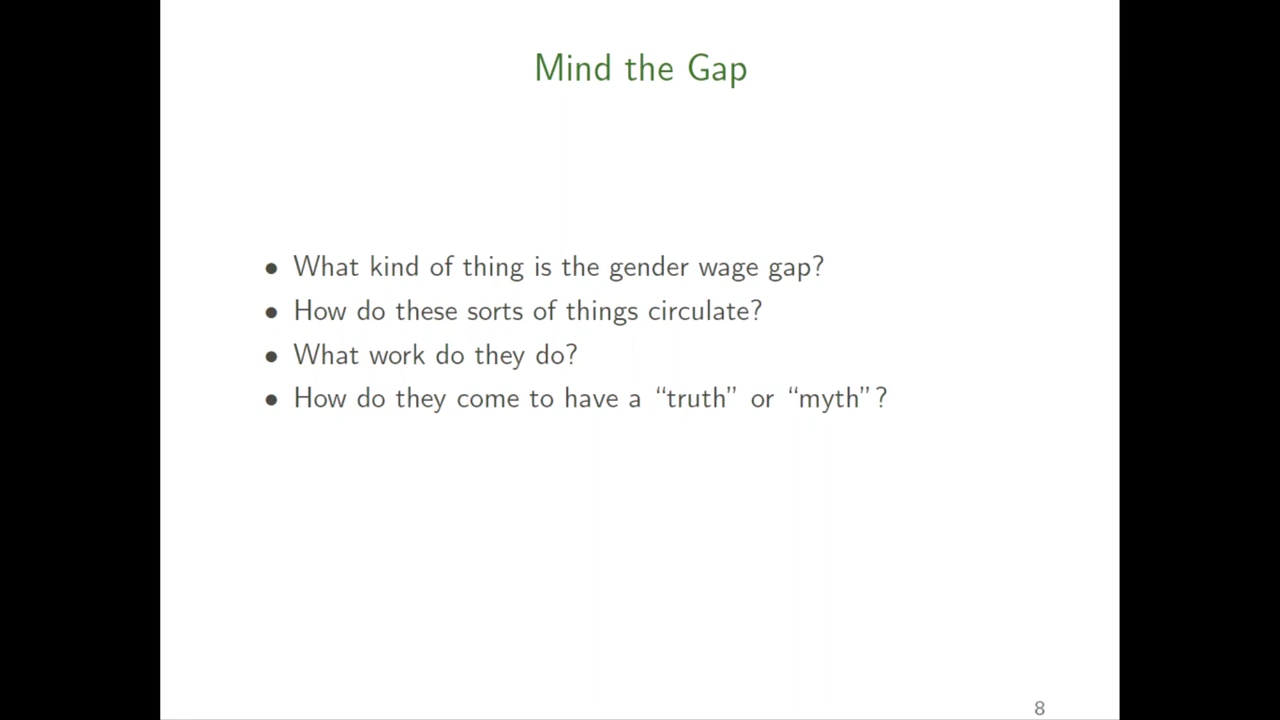 Mind the Gap
• What kind of thing is the gender wage gap?
• How do these sorts of things circulate?
• What work do they do?
• How do they come to have a “truth” or “myth”?
8